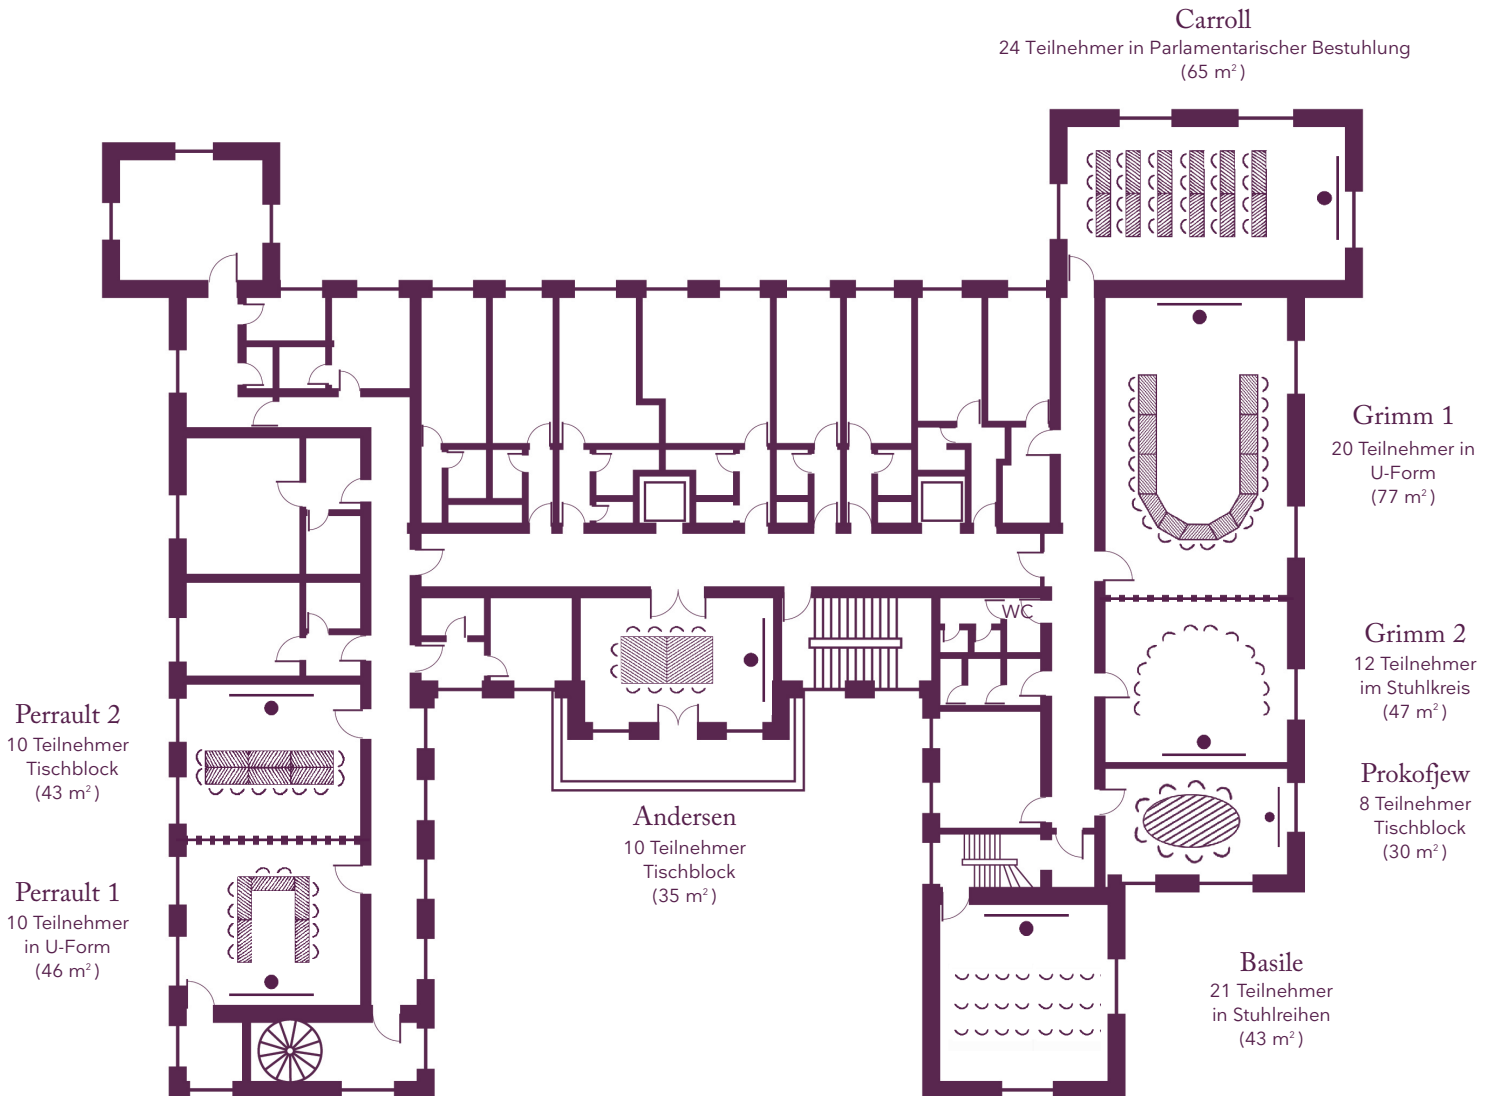 Carroll
24 Teilnehmer in Parlamentarischer Bestuhlung
(65 m²)
Grimm 1
20 Teilnehmer in
U-Form
(77 m²)
WC
Grimm 2
12 Teilnehmer
im Stuhlkreis
(47 m²)
Perrault 2
10 Teilnehmer
Tischblock
(43 m²)
Prokofjew
8 Teilnehmer
Tischblock
(30 m²)
Andersen
10 Teilnehmer
Tischblock
(35 m²)
Perrault 1
10 Teilnehmer
in U-Form
(46 m²)
Basile
21 Teilnehmer
in Stuhlreihen
(43 m²)